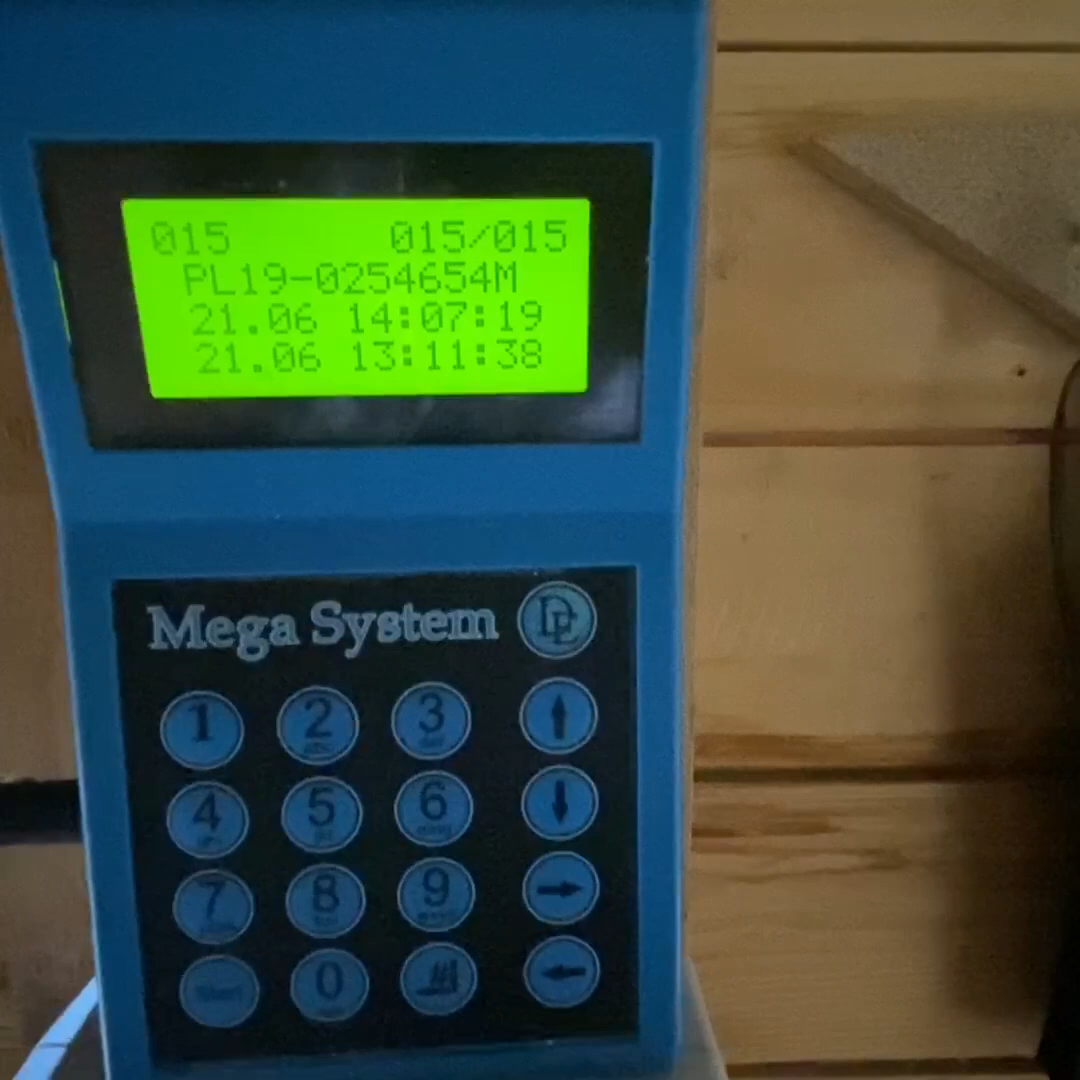 015 015/015
PL19-0254654M
21.06 14:07:19
21.06 13:11:38
Mega System DE
1 2 3
4 5 6
7 8 9
0